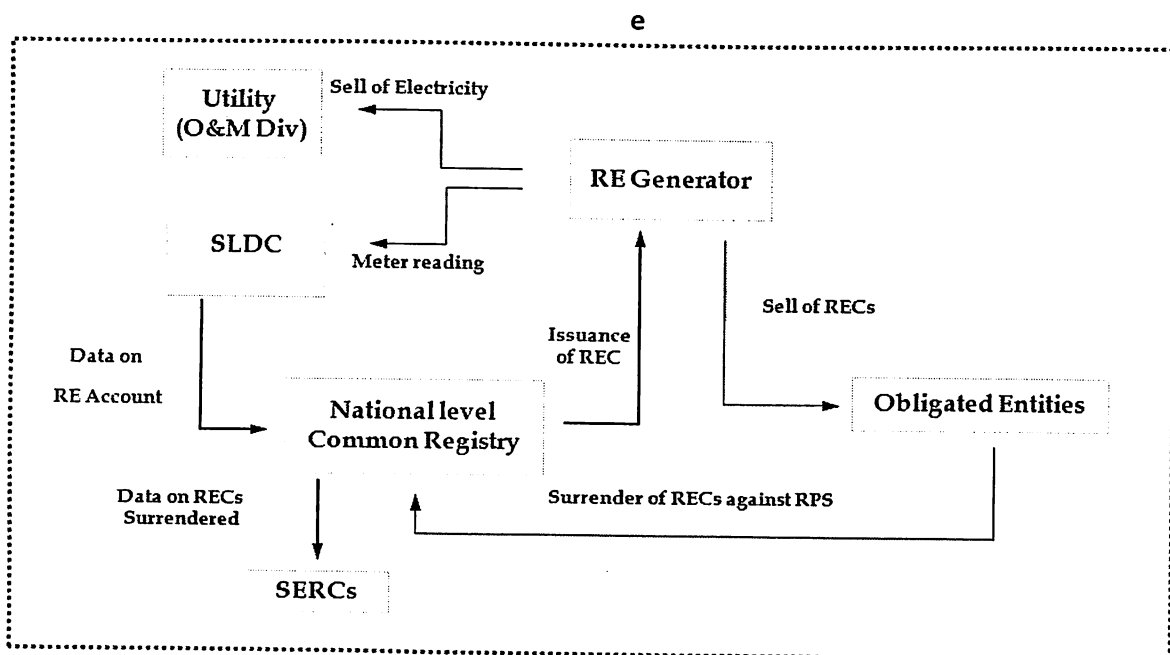 e
Sell of Electricity
Utility
(O&M Div)
RE Generator
SLDC
Meter reading
Sell of RECs
Issuance
of REC
Data on
RE Account
National level
Common Registry
Obligated Entities
Data on RECs
Surrendered
Surrender of RECs against RPS
SERCs